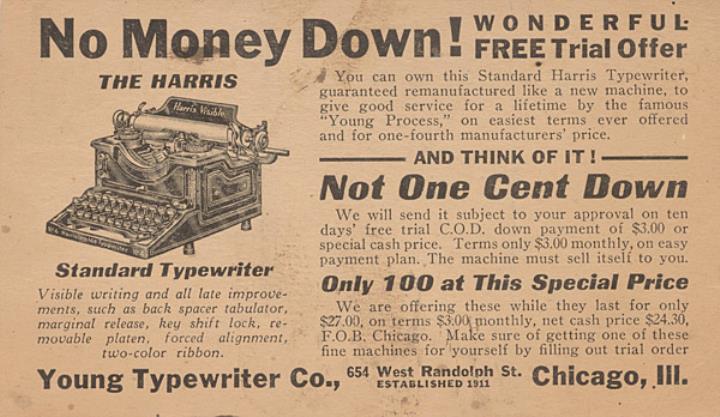 No Money Down!
WONDERFUL
FREE Trial Offer
THE HARRIS
Harris Visible
Standard Typewriter
Visible writing and all late improve-
ments, such as back spacer tabulator,
marginal release, key shift lock, re-
movable platen, forced alignment,
two-color ribbon.
You can own this Standard Harris Typewriter,
guaranteed remanufactured like a new machine, to
give good service for a lifetime by the famous
"Young Process," on easiest terms ever offered
and for one-fourth manufacturers' price.
AND THINK OF IT!
Not One Cent Down
We will send it subject to your approval on ten
days' free trial C.O.D. down payment of $3.00 or
special cash price. Terms only $3.00 monthly, on easy
payment plan. The machine must sell itself to you.
Only 100 at This Special Price
We are offering these while they last for only
$27.00, on terms $3.00 monthly, net cash price $24.30,
F.O.B. Chicago. Make sure of getting one of these
fine machines for yourself by filling out trial order
Young Typewriter Co., 654 West Randolph St. Chicago, Ill.
ESTABLISHED 1911